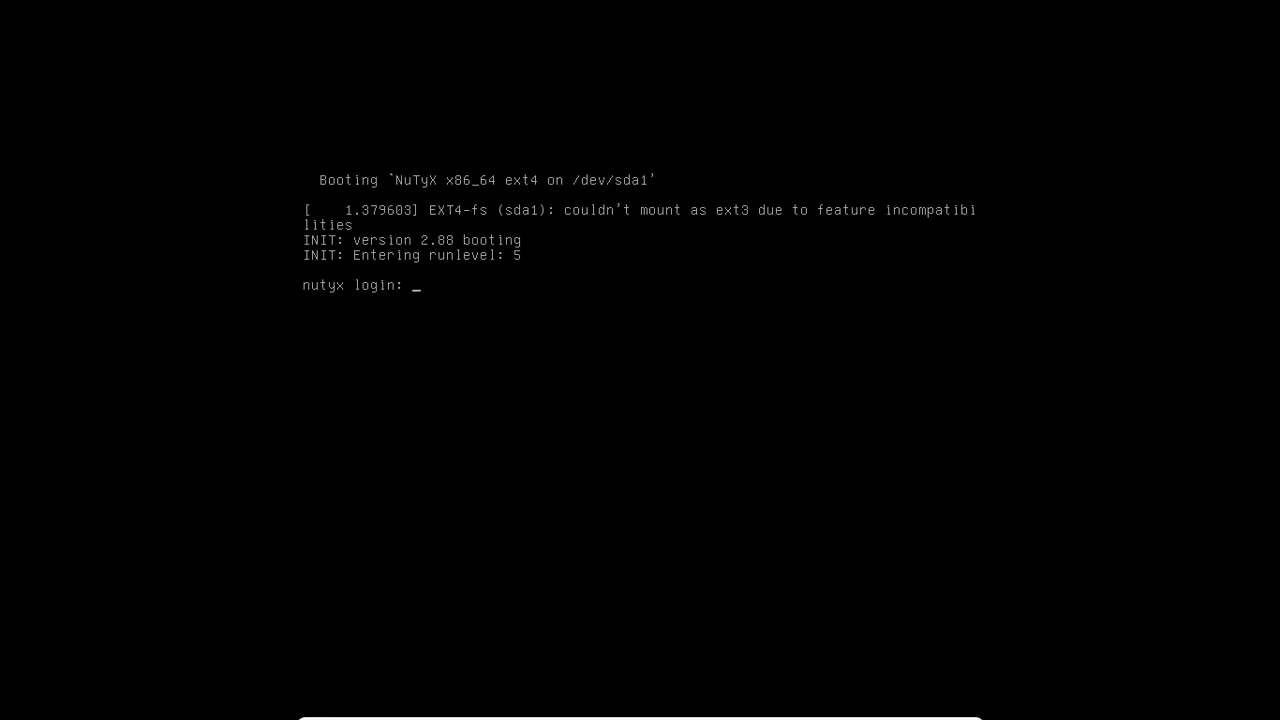 Booting `NuTyX x86_64 ext4 on /dev/sda1'
[    1.379603] EXT4-fs (sda1): couldn't mount as ext3 due to feature incompatibi
lities
INIT: version 2.88 booting
INIT: Entering runlevel: 5
nutyx login: _